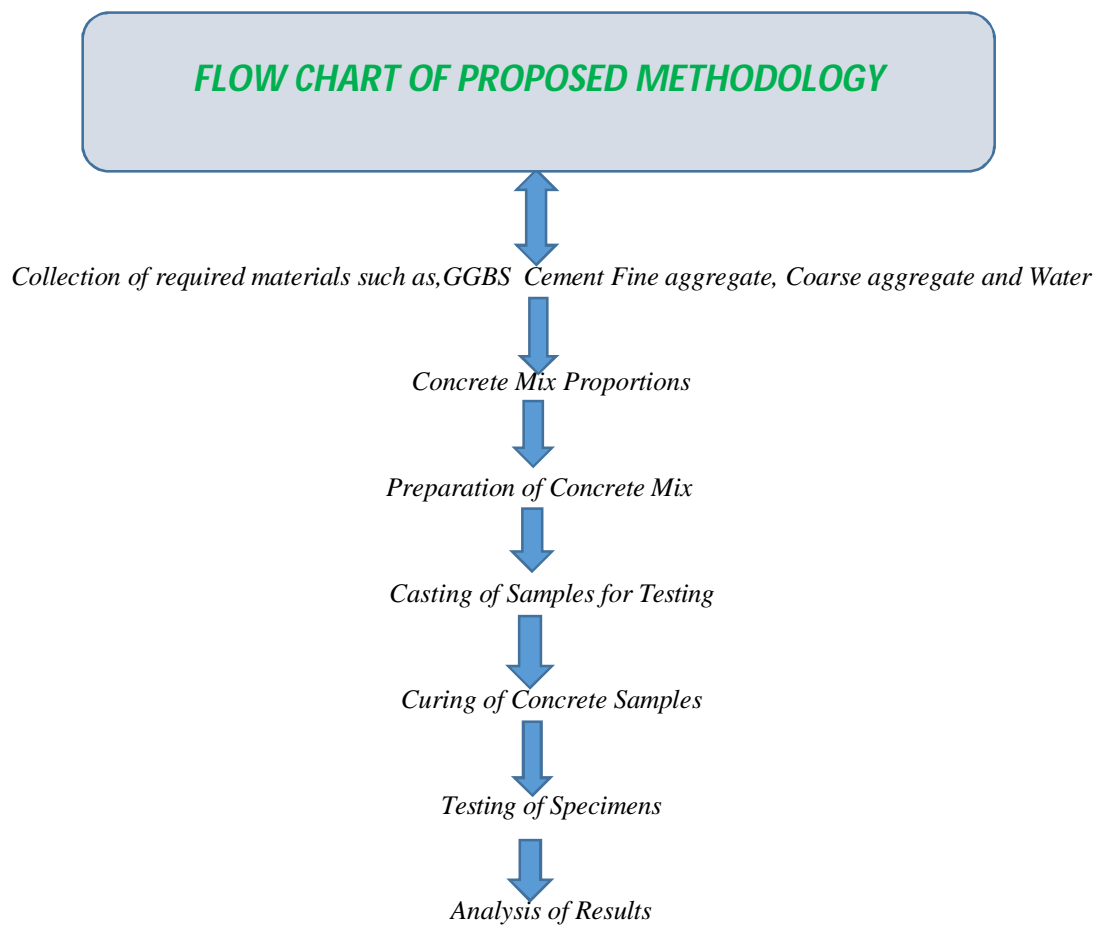 FLOW CHART OF PROPOSED METHODOLOGY
Collection of required materials such as,GGBS  Cement Fine aggregate, Coarse aggregate and Water
Concrete Mix Proportions
Preparation of Concrete Mix
Casting of Samples for Testing
Curing of Concrete Samples
Testing of Specimens
Analysis of Results